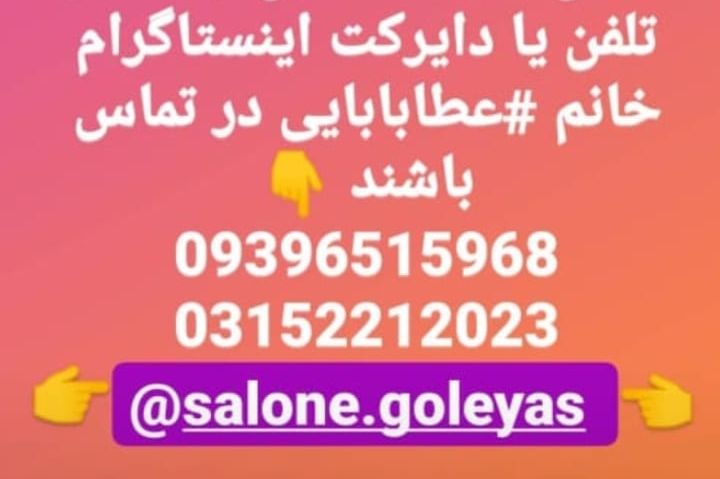 تلفن یا دایرکت اینستاگرام
خانم #عطابابایی در تماس
باشند 👇
09396515968
03152212023
👉 @salone.goleyas 👈